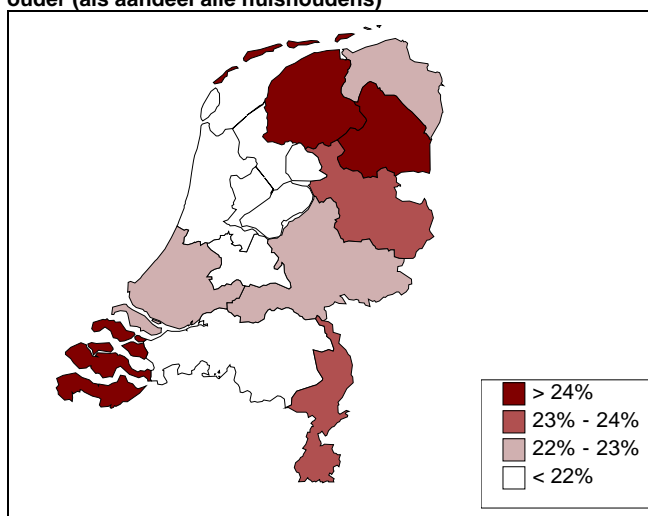 ouder (als aandeel alle huishoudens)
> 24%
23% - 24%
22% - 23%
< 22%